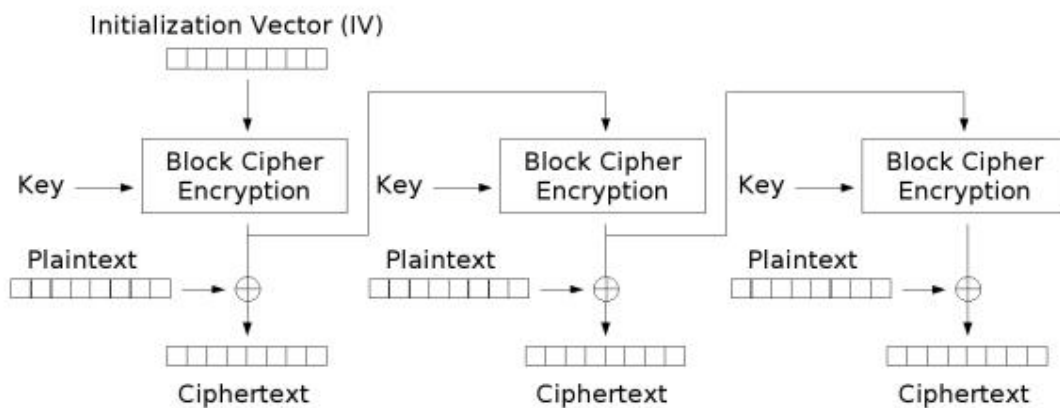 Initialization Vector (IV)
Key
Block Cipher
Encryption
Key
Block Cipher
Encryption
Key
Block Cipher
Encryption
Plaintext
Plaintext
Plaintext
Ciphertext
Ciphertext
Ciphertext